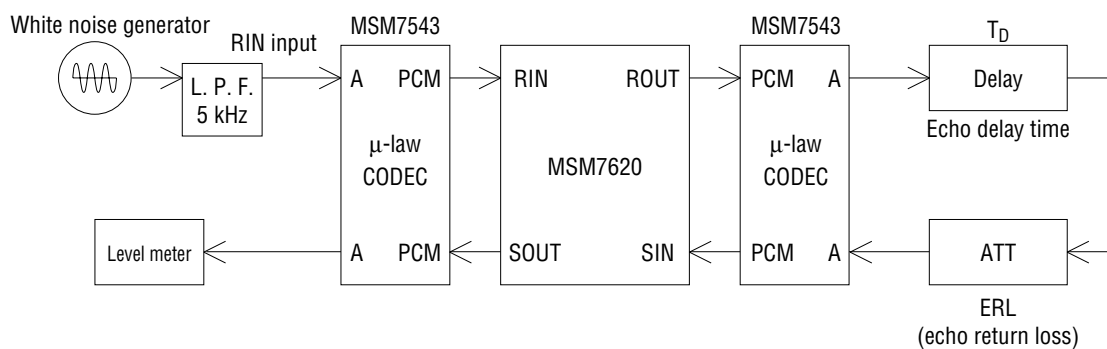 White noise generator
RIN input
L. P. F.
5 kHz
MSM7543
A PCM
μ-law
CODEC
A PCM
Level meter
RIN ROUT
MSM7620
SOUT SIN
MSM7543
PCM A
μ-law
CODEC
PCM A
TD
Delay
Echo delay time
ATT
ERL
(echo return loss)